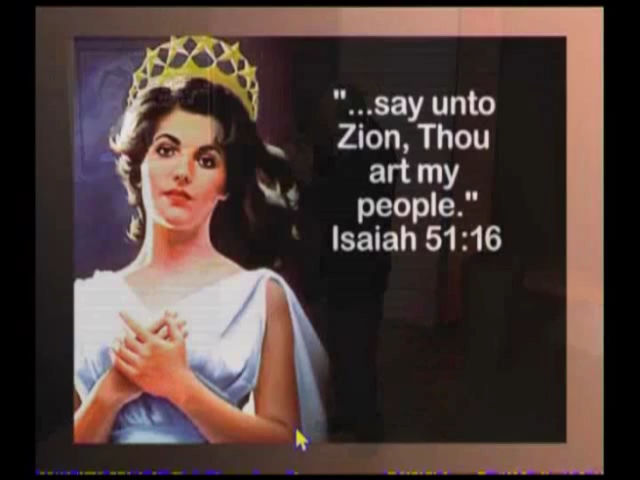 "...say unto
Zion, Thou
art my
people."
Isaiah 51:16